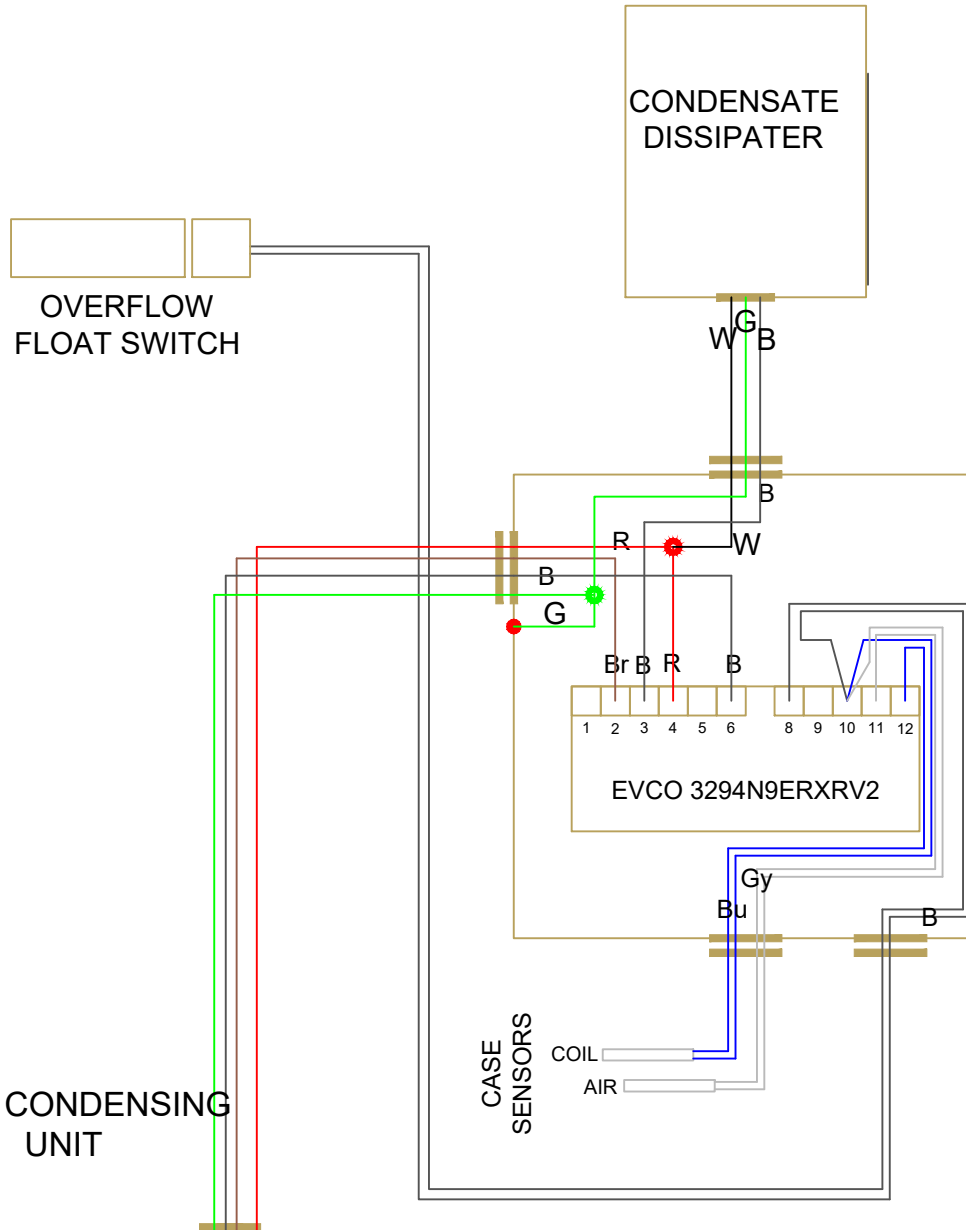 CONDENSATE
DISSIPATER
OVERFLOW
FLOAT SWITCH
W
G
B
B
R
W
B
G
Br
B
R
B
1
2
3
4
5
6
8
9
10
11
12
EVCO 3294N9ERXRV2
Gy
Bu
B
CASE
SENSORS
COIL
AIR
CONDENSING
UNIT